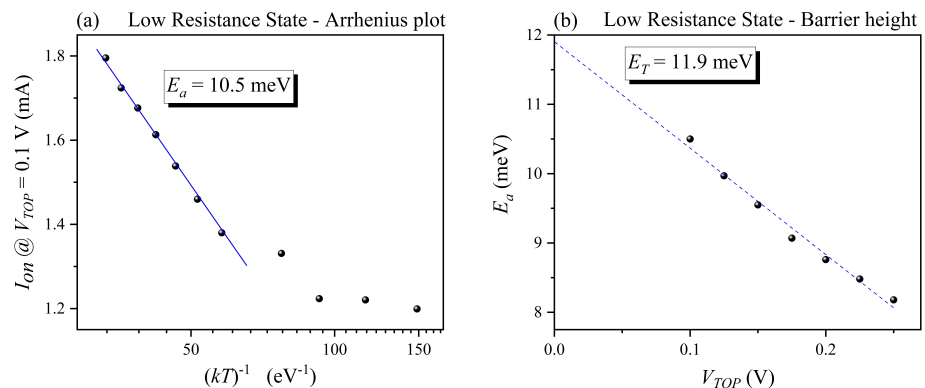 (a) Low Resistance State - Arrhenius plot
1.8
1.6
1.4
1.2
I_on @ V_TOP = 0.1 V (mA)
E_a = 10.5 meV
50 100 150
(kT)^-1 (eV^-1)
(b) Low Resistance State - Barrier height
12
11
10
9
8
E_a (meV)
E_T = 11.9 meV
0.0 0.1 0.2
V_TOP (V)